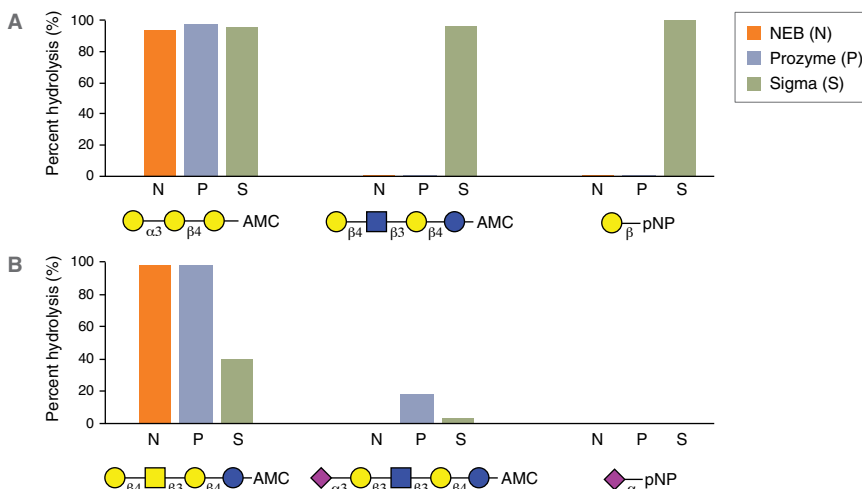 A
Percent hydrolysis (%)
100
80
60
40
20
0
N P S N P S N P S
α3 β4 AMC
β4 β3 β4 AMC
β pNP
NEB (N)
Prozyme (P)
Sigma (S)
B
Percent hydrolysis (%)
100
80
60
40
20
0
N P S N P S N P S
β4 β3 β4 AMC
α3 β3 β3 β4 AMC
α pNP